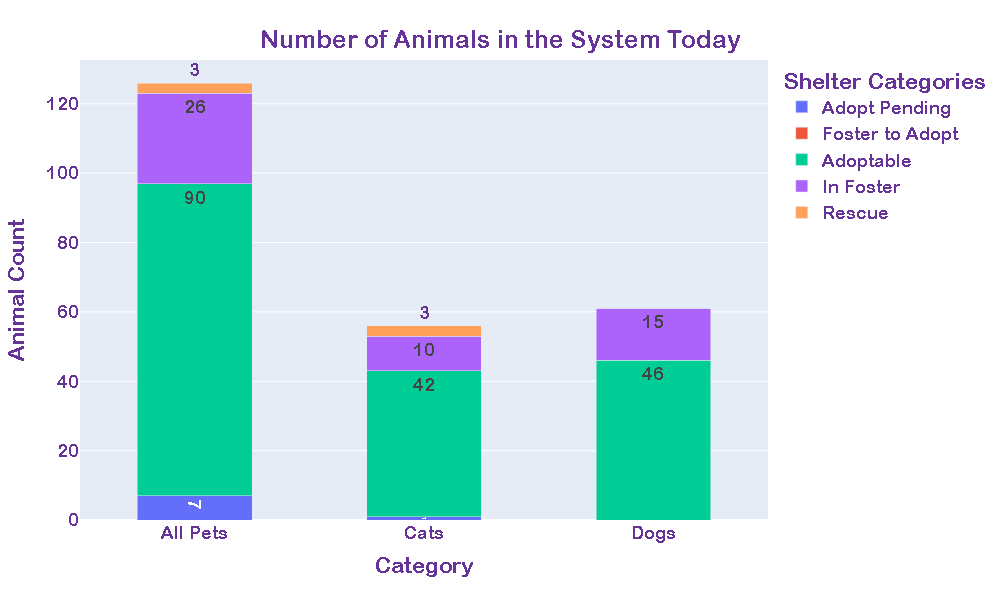 Number of Animals in the System Today
Shelter Categories
Adopt Pending
Foster to Adopt
Adoptable
In Foster
Rescue
Animal Count
120
100
80
60
40
20
0
3
26
90
7
3
10
42
15
46
All Pets
Cats
Dogs
Category